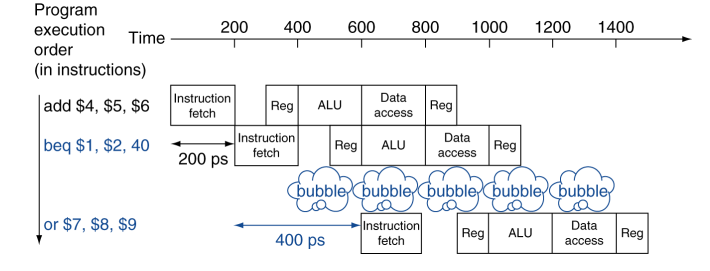 Program
execution
order
(in instructions)
Time
200 400 600 800 1000 1200 1400
add $4, $5, $6
Instruction
fetch
Reg
ALU
Data
access
Reg
beq $1, $2, 40
200 ps
Instruction
fetch
Reg
ALU
Data
access
Reg
bubble bubble bubble bubble bubble
or $7, $8, $9
400 ps
Instruction
fetch
Reg
ALU
Data
access
Reg